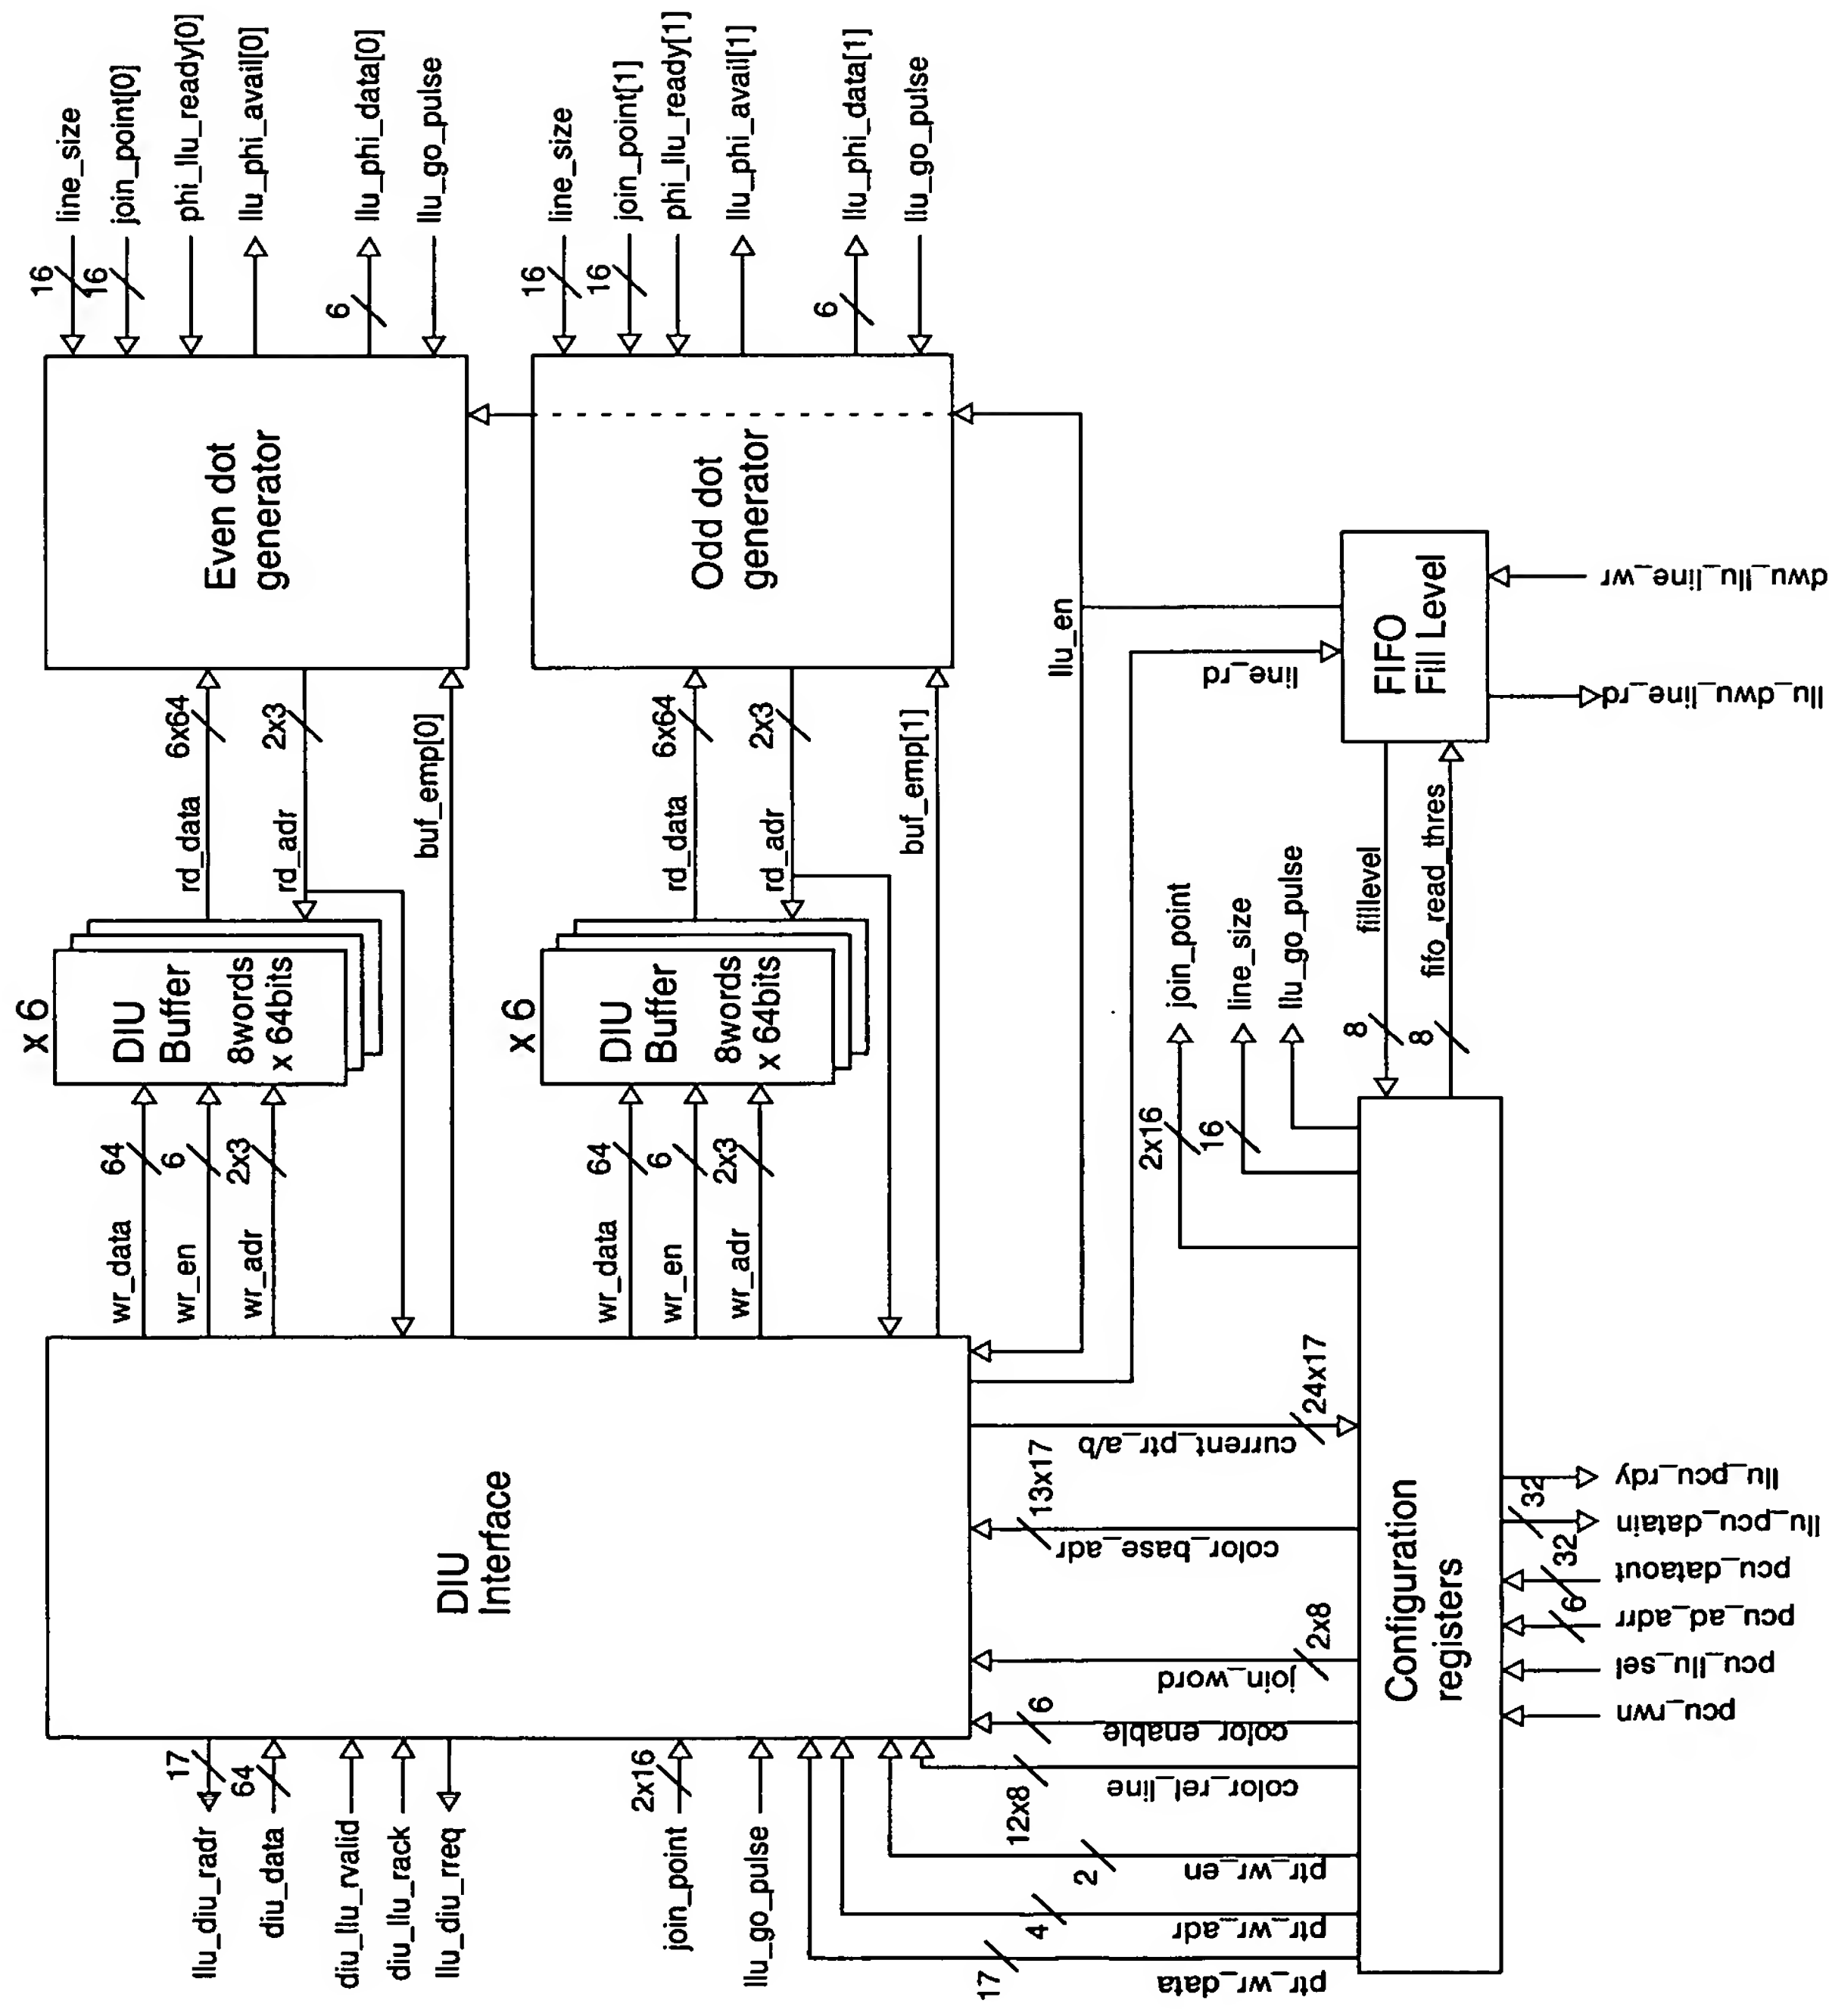 line_size
16
join_point[0]
16
phi_llu_ready[0]
llu_phi_avail[0]
llu_phi_data[0]
6
llu_go_pulse
Even dot
generator
rd_data
6x64
rd_adr
2x3
buf_emp[0]
x 6
DIU
Buffer
8words
x 64bits
wr_data
64
wr_en
6
wr_adr
2x3
line_size
16
join_point[1]
16
phi_llu_ready[1]
llu_phi_avail[1]
llu_phi_data[1]
6
llu_go_pulse
Odd dot
generator
rd_data
6x64
rd_adr
2x3
buf_emp[1]
x 6
DIU
Buffer
8words
x 64bits
wr_data
64
wr_en
6
wr_adr
2x3
DIU
Interface
llu_diu_radr
17
diu_data
64
diu_llu_rvalid
diu_llu_rack
llu_diu_rreq
join_point
2x16
llu_go_pulse
llu_en
line_rd
FIFO
Fill Level
dwu_llu_line_wr
llu_dwu_line_rd
filllevel
8
fifo_read_thres
8
join_point
2x16
line_size
16
llu_go_pulse
current_ptr_a/b
24x17
color_base_adr
13x17
join_word
2x8
color_enable
6
color_rel_line
12x8
ptr_wr_en
2
ptr_wr_adr
4
ptr_wr_data
17
Configuration
registers
llu_pcu_rdy
llu_pcu_datain
32
pcu_dataout
32
pcu_ad_adrr
6
pcu_llu_sel
pcu_rwn